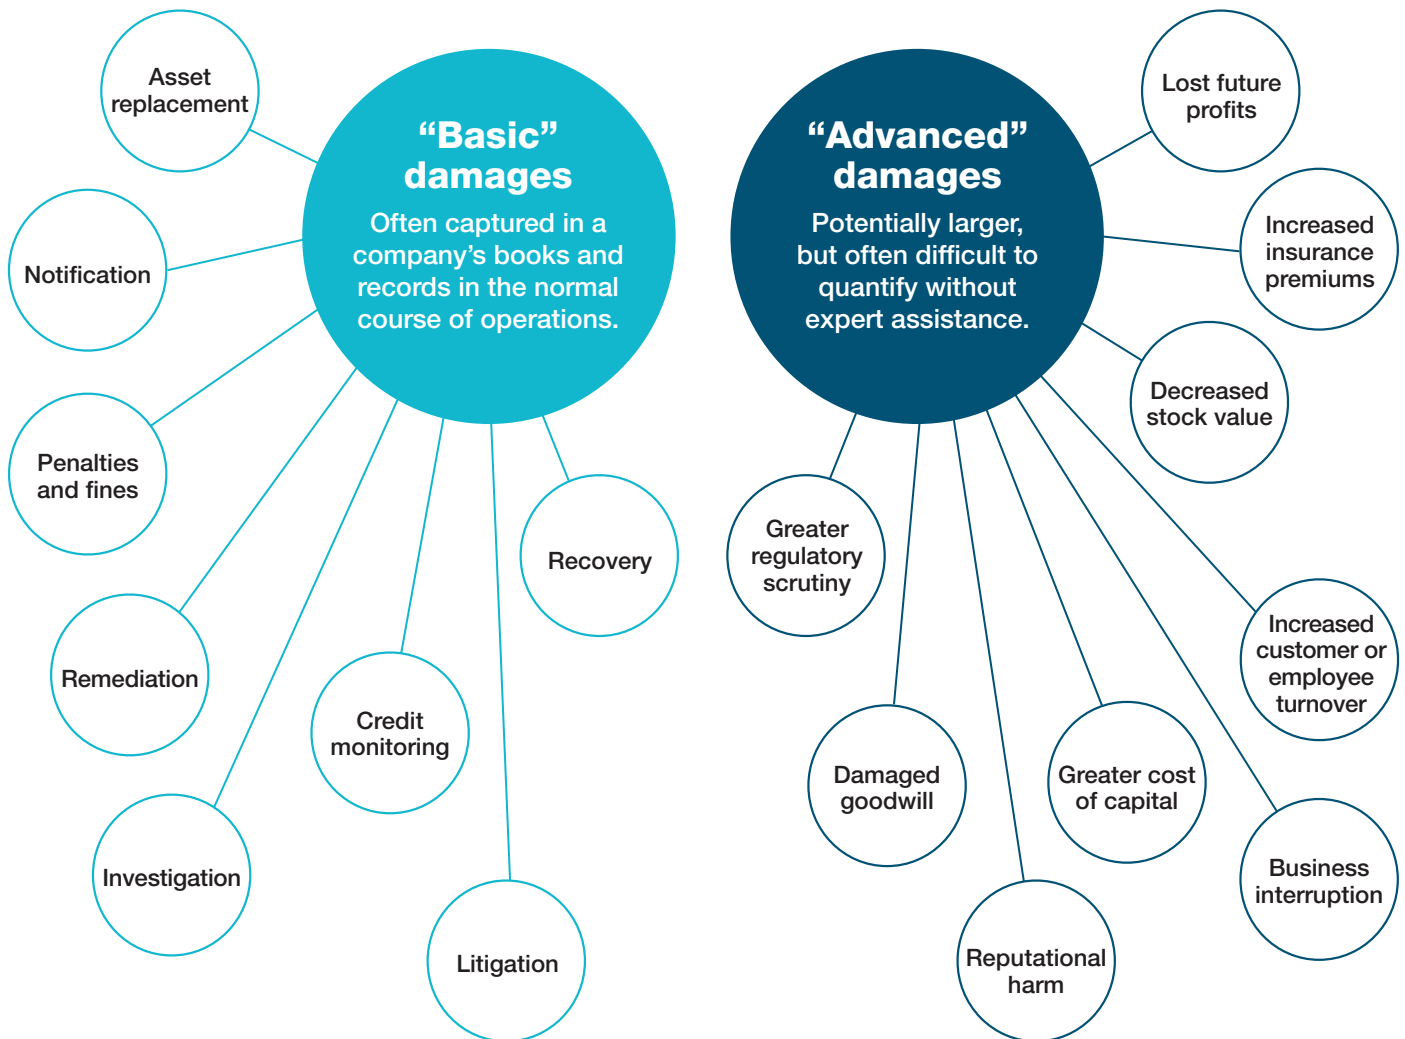 “Basic”
damages
Often captured in a
company’s books and
records in the normal
course of operations.
Asset
replacement
Notification
Penalties
and fines
Remediation
Investigation
Credit
monitoring
Litigation
Recovery
“Advanced”
damages
Potentially larger,
but often difficult to
quantify without
expert assistance.
Lost future
profits
Increased
insurance
premiums
Decreased
stock value
Increased
customer or
employee
turnover
Business
interruption
Greater cost
of capital
Reputational
harm
Damaged
goodwill
Greater
regulatory
scrutiny